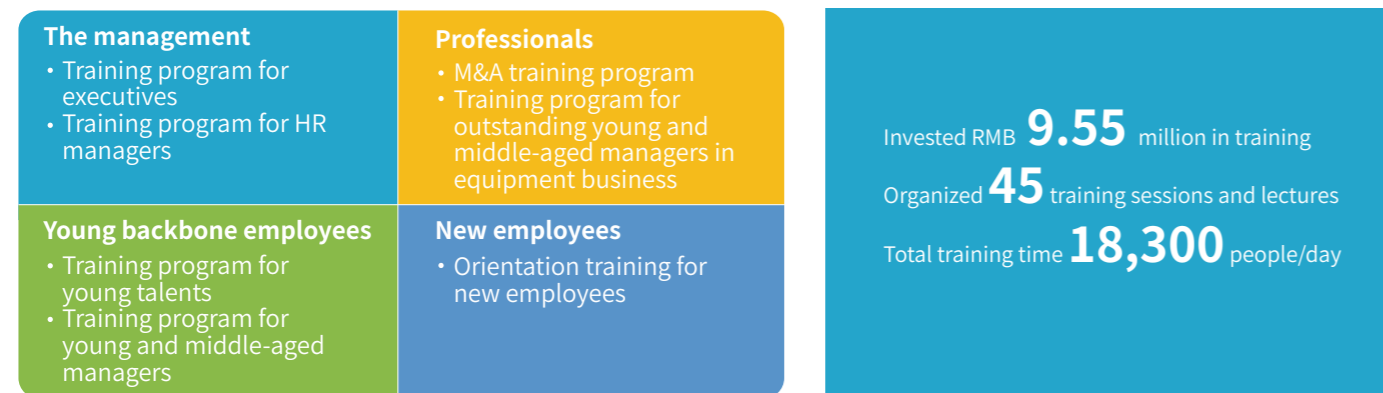 The management
• Training program for
executives
• Training program for HR
managers
Professionals
• M&A training program
• Training program for
outstanding young and
middle-aged managers in
equipment business
Young backbone employees
• Training program for
young talents
• Training program for
young and middle-aged
managers
New employees
• Orientation training for
new employees
Invested RMB 9.55 million in training
Organized 45 training sessions and lectures
Total training time 18,300 people/day